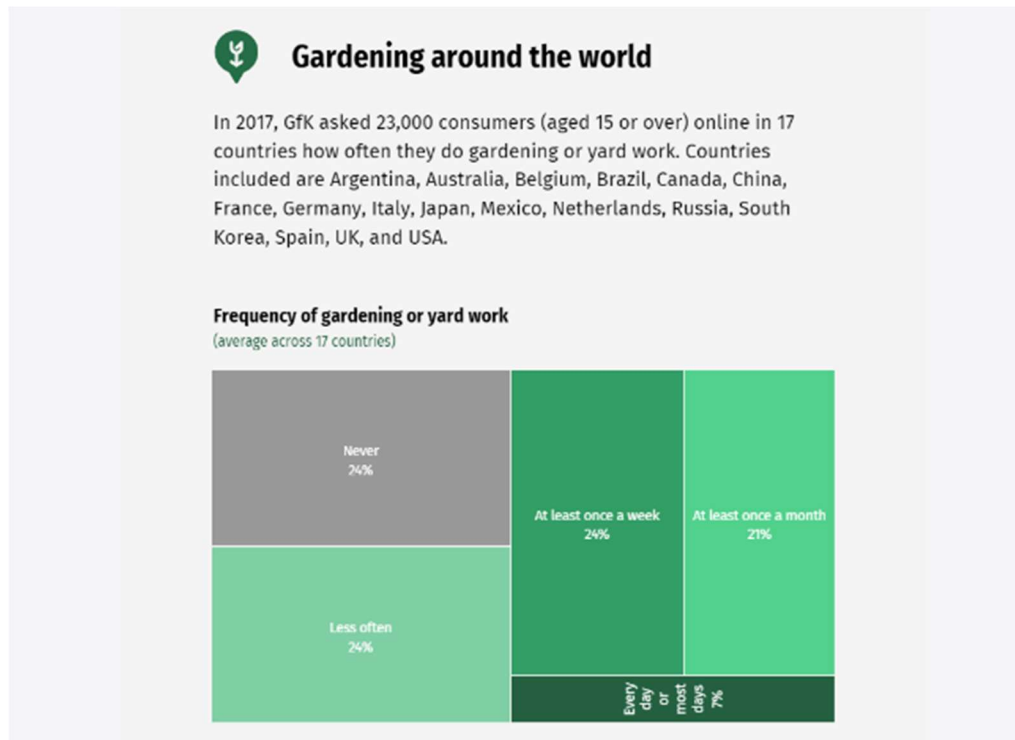 Gardening around the world
In 2017, GfK asked 23,000 consumers (aged 15 or over) online in 17
countries how often they do gardening or yard work. Countries
included are Argentina, Australia, Belgium, Brazil, Canada, China,
France, Germany, Italy, Japan, Mexico, Netherlands, Russia, South
Korea, Spain, UK, and USA.
Frequency of gardening or yard work
(average across 17 countries)
Never
24%
Less often
24%
At least once a week
24%
At least once a month
21%
Every
day
or
most
days
7%